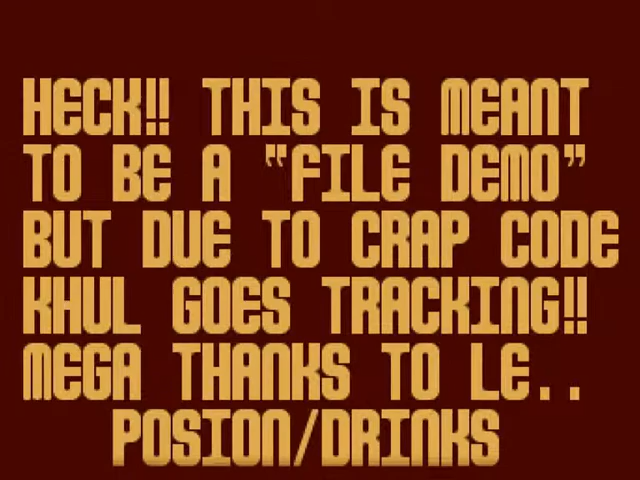 HECK!! THIS IS MEANT
TO BE A "FILE DEMO"
BUT DUE TO CRAP CODE
KHUL GOES TRACKING!!
MEGA THANKS TO LE..
POSION/DRINKS